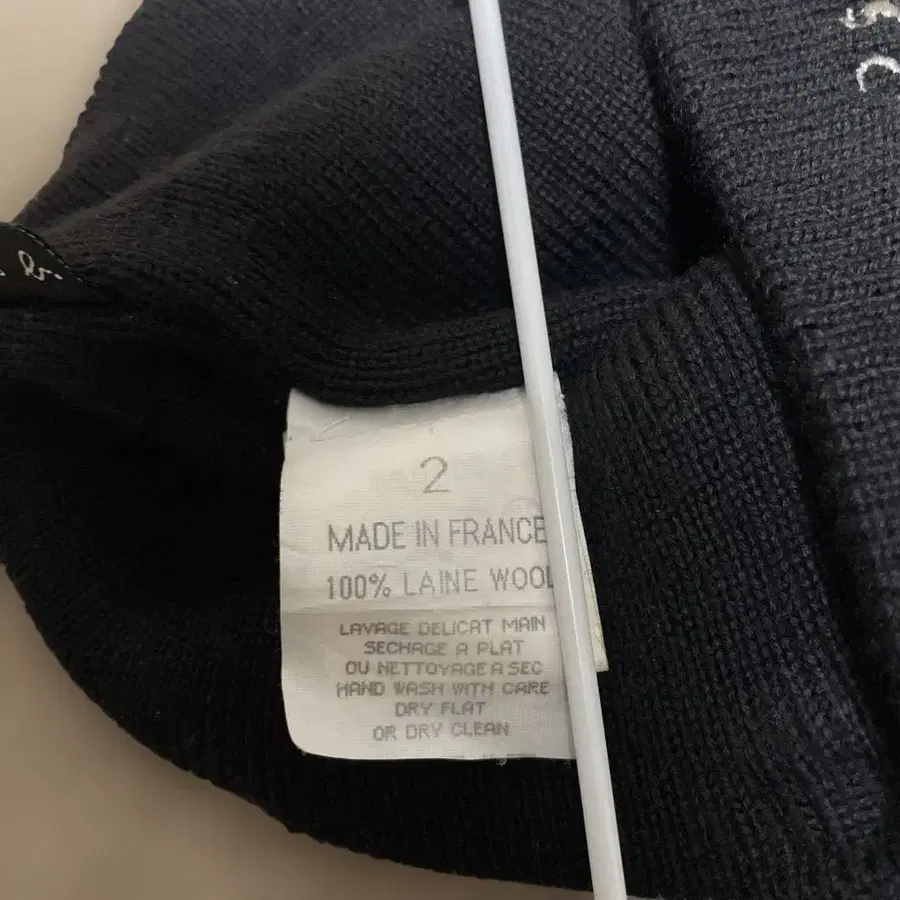 2
MADE IN FRANCE
100% LAINE WOOL
LAVAGE DELICAT MAIN
SECHAGE A PLAT
OU NETTOYAGE A SEC
HAND WASH WITH CARE
DRY FLAT
OR DRY CLEAN